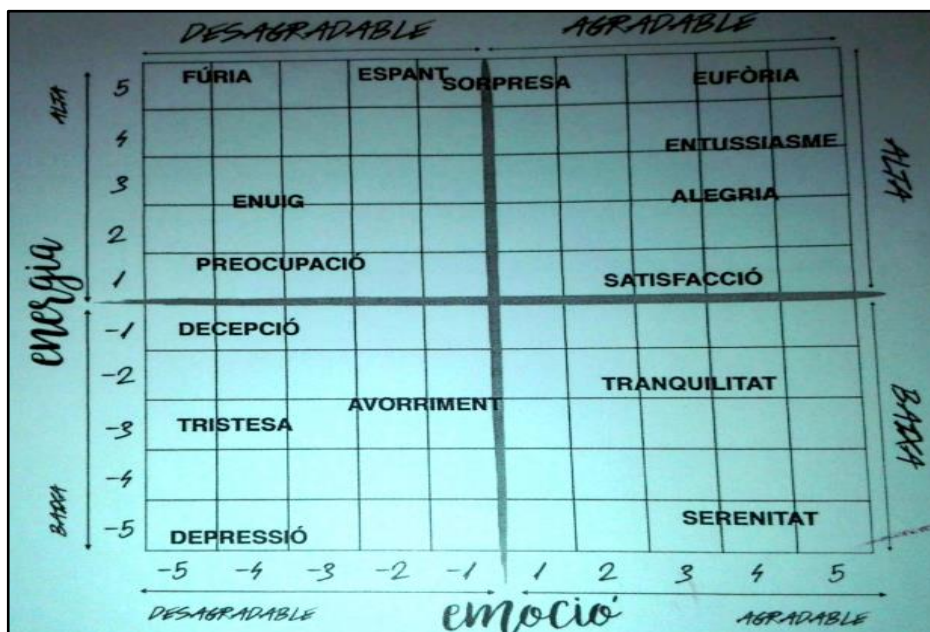 DESAGRADABLE AGRADABLE
ALTA
energia
BAIXA
5 FÚRIA ESPANT SORPRESA EUFÒRIA
4 ENTUSSIASME
3 ENUIG ALEGRIA
2
1 PREOCUPACIÓ SATISFACCIÓ
-1 DECEPCIÓ
-2 TRANQUILITAT
AVORRIMENT
-3 TRISTESA
-4
-5 DEPRESSIÓ SERENITAT
ALTA
BAIXA
-5 -4 -3 -2 -1 1 2 3 4 5
DESAGRADABLE emoció AGRADABLE